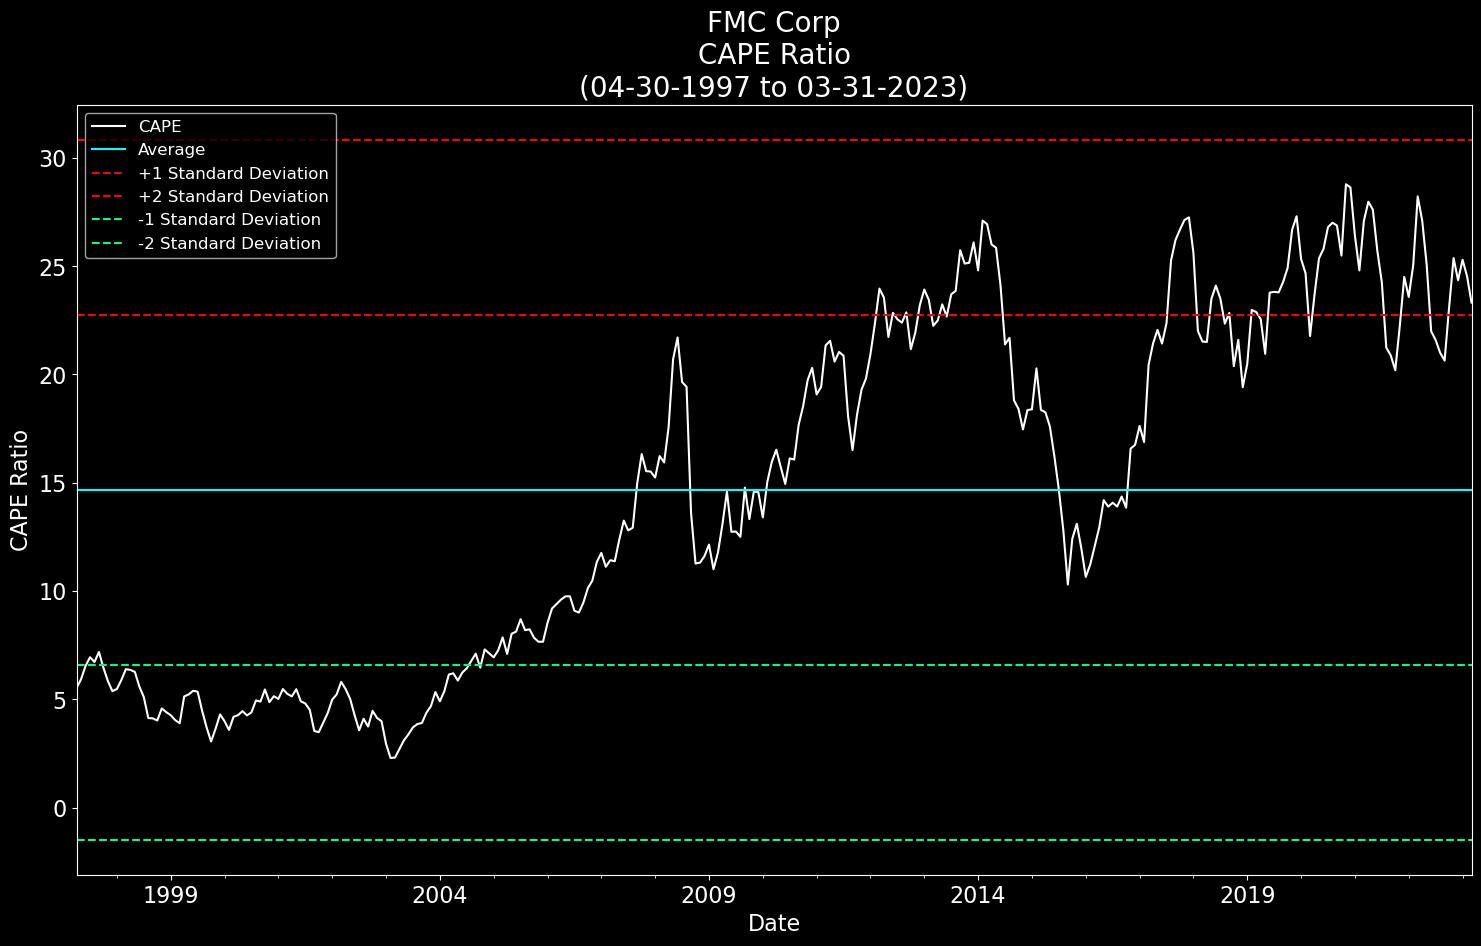 FMC Corp
CAPE Ratio
(04-30-1997 to 03-31-2023)
CAPE
Average
+1 Standard Deviation
+2 Standard Deviation
-1 Standard Deviation
-2 Standard Deviation
30
25
20
15
10
5
0
CAPE Ratio
1999
2004
2009
2014
2019
Date